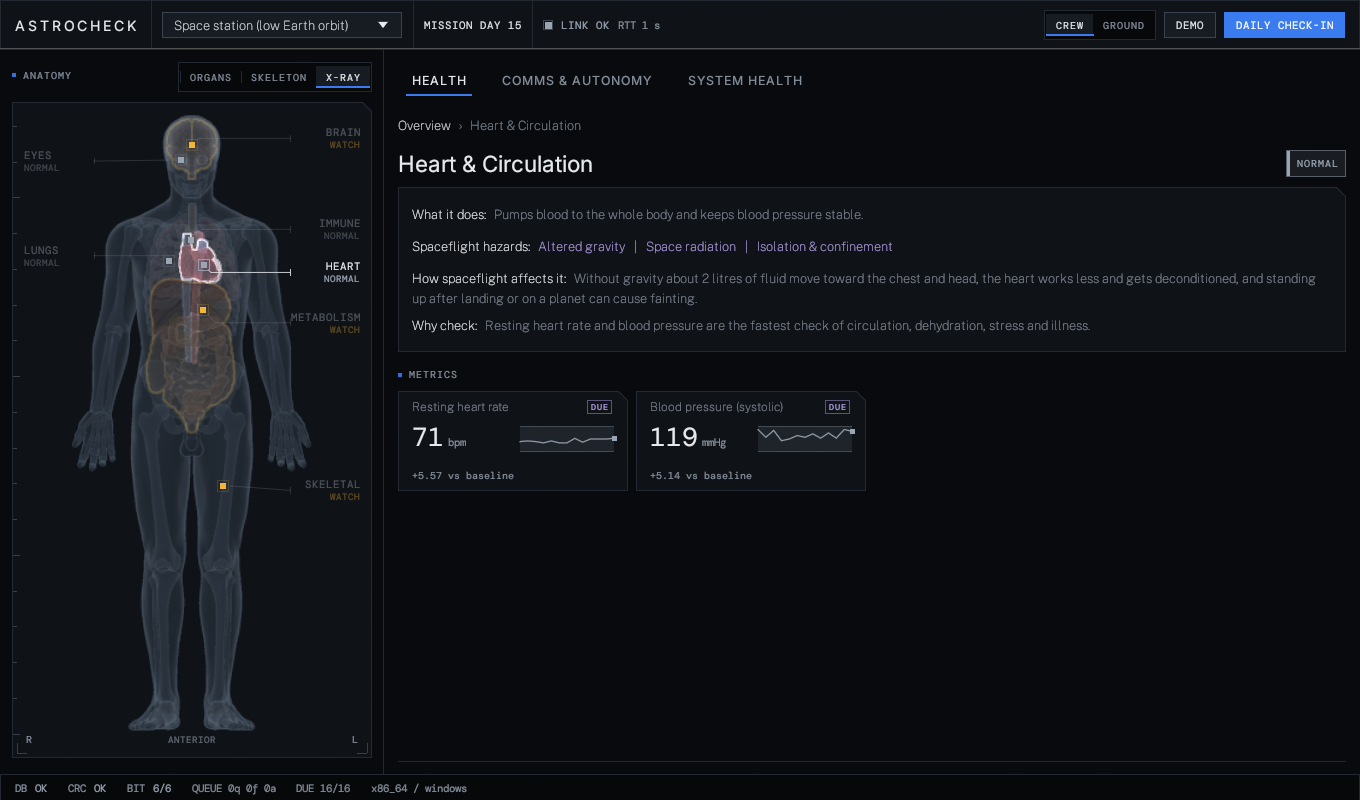 ASTROCHECK
Space station (low Earth orbit)
MISSION DAY 15
LINK OK RTT 1 s
CREW
GROUND
DEMO
DAILY CHECK-IN
ANATOMY
ORGANS
SKELETON
X-RAY
BRAIN
WATCH
EYES
NORMAL
IMMUNE
NORMAL
LUNGS
NORMAL
HEART
NORMAL
METABOLISM
WATCH
SKELETAL
WATCH
R
ANTERIOR
L
HEALTH
COMMS & AUTONOMY
SYSTEM HEALTH
Overview › Heart & Circulation
Heart & Circulation
NORMAL
What it does: Pumps blood to the whole body and keeps blood pressure stable.
Spaceflight hazards: Altered gravity | Space radiation | Isolation & confinement
How spaceflight affects it: Without gravity about 2 litres of fluid move toward the chest and head, the heart works less and gets deconditioned, and standing
up after landing or on a planet can cause fainting.
Why check: Resting heart rate and blood pressure are the fastest check of circulation, dehydration, stress and illness.
METRICS
Resting heart rate
DUE
71 bpm
+5.57 vs baseline
Blood pressure (systolic)
DUE
119 mmHg
+5.14 vs baseline
DB OK
CRC OK
BIT 6/6
QUEUE 0q 0f 0a
DUE 16/16
x86_64 / windows